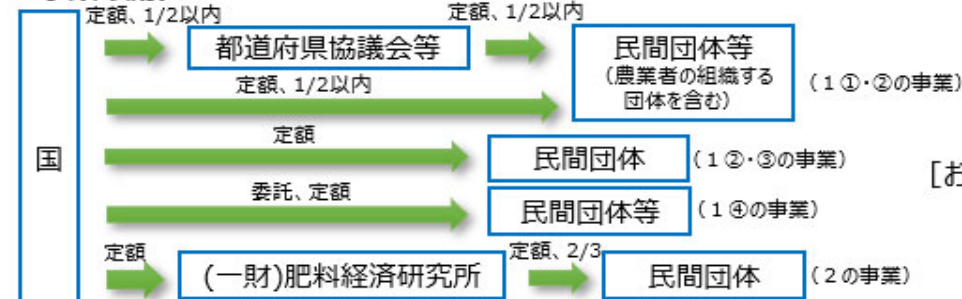 定額、1/2以内
定額、1/2以内
都道府県協議会等
民間団体等
(農業者の組織する
団体を含む)
(1①・②の事業)
定額、1/2以内
国
定額
民間団体
(1②・③の事業)
[お
委託、定額
民間団体等
(1④の事業)
定額
(一財)肥料経済研究所
定額、2/3
民間団体
(2の事業)